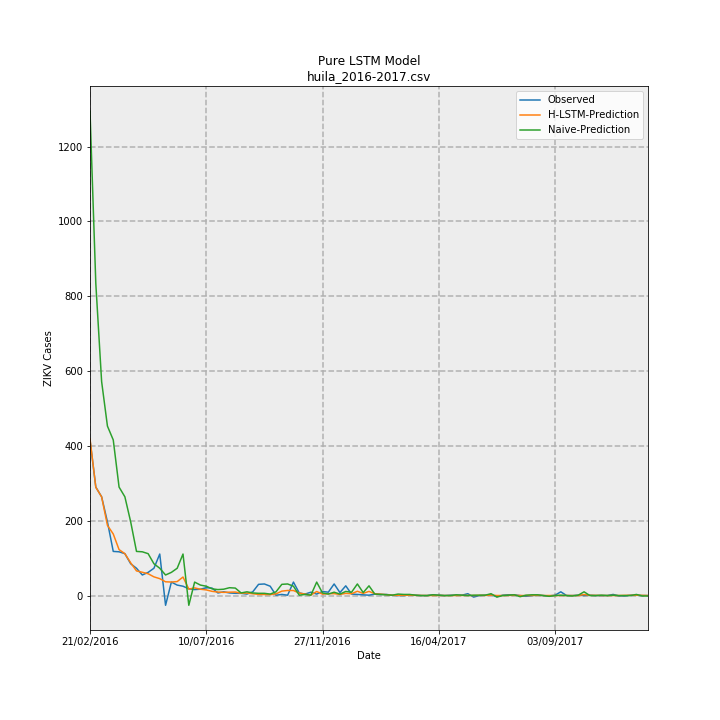 Pure LSTM Model
huila_2016-2017.csv
Observed
H-LSTM-Prediction
Naive-Prediction
1200
1000
800
600
400
200
0
ZIKV Cases
21/02/2016
10/07/2016
27/11/2016
16/04/2017
03/09/2017
Date